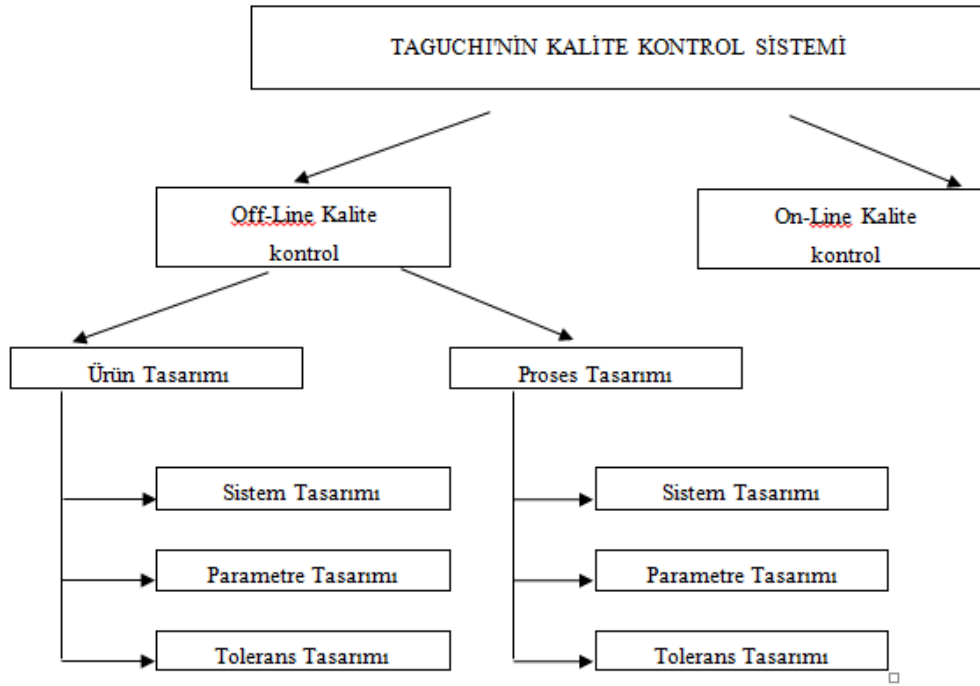 TAGUCHI'NİN KALİTE KONTROL SİSTEMİ
Off-Line Kalite
kontrol
On-Line Kalite
kontrol
Ürün Tasarımı
Proses Tasarımı
Sistem Tasarımı
Sistem Tasarımı
Parametre Tasarımı
Parametre Tasarımı
Tolerans Tasarımı
Tolerans Tasarımı